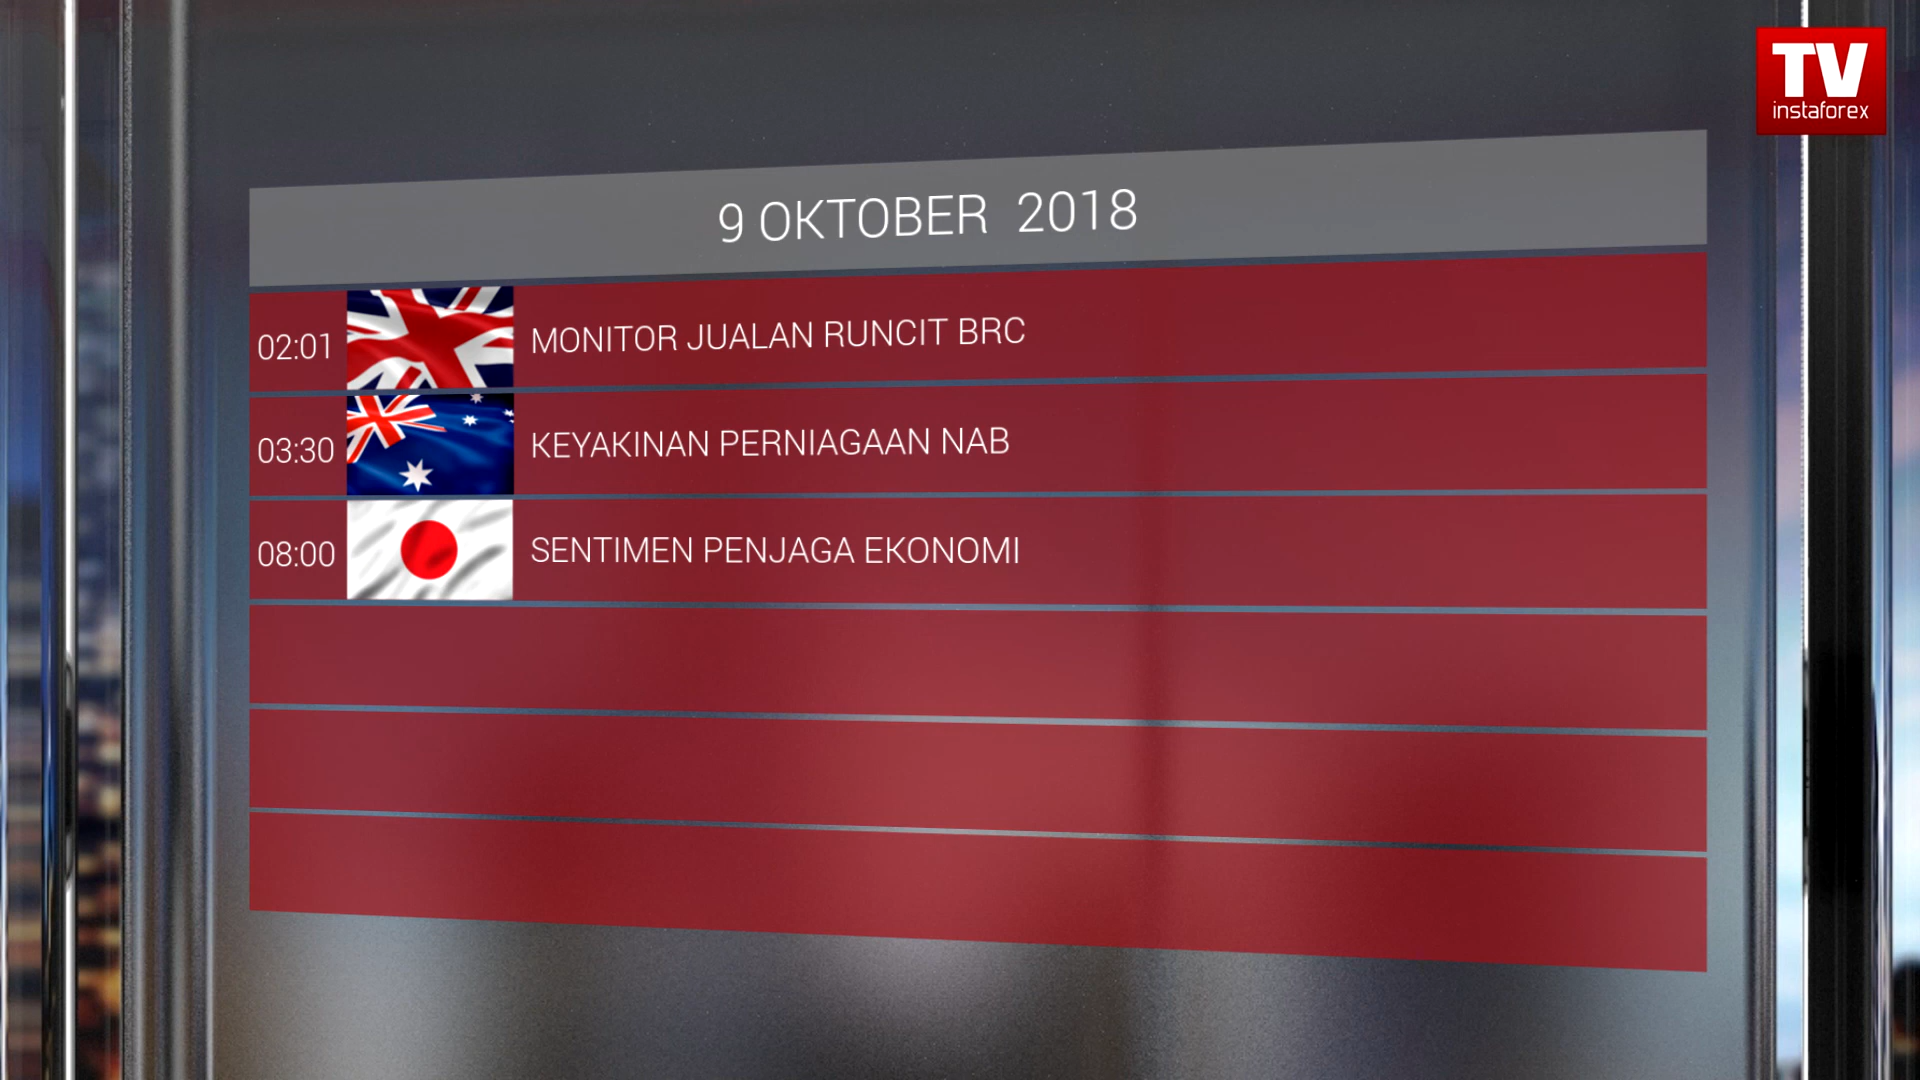 TV
instaforex
9 OKTOBER 2018
02:01 MONITOR JUALAN RUNCIT BRC
03:30 KEYAKINAN PERNIAGAAN NAB
08:00 SENTIMEN PENJAGA EKONOMI